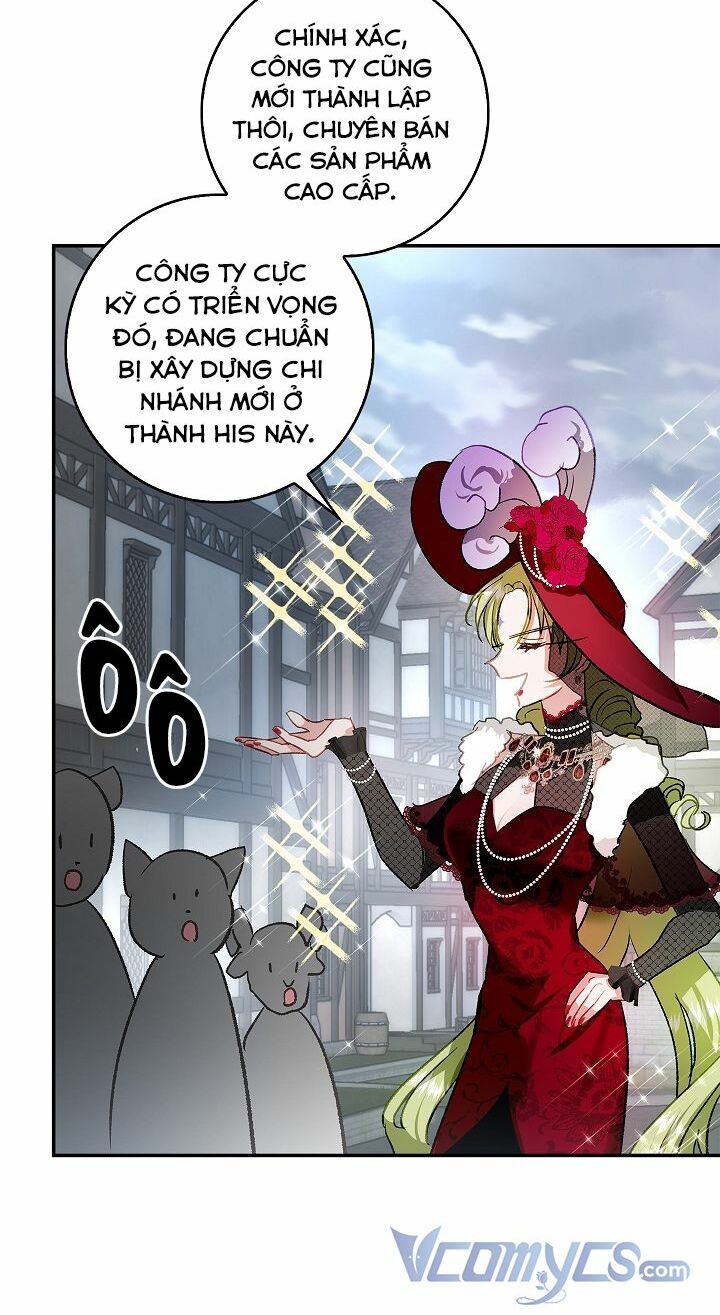 CHÍNH XÁC,
CÔNG TY CŨNG
MỚI THÀNH LẬP
THÔI, CHUYÊN BÁN
CÁC SẢN PHẨM
CAO CẤP.
CÔNG TY CỰC
KỲ CÓ TRIỂN VỌNG
ĐÓ, ĐANG CHUẨN
BỊ XÂY DỰNG CHI
NHÁNH MỚI Ở
THÀNH HIS NÀY.
Ô
Ô
VCOMYCS.com